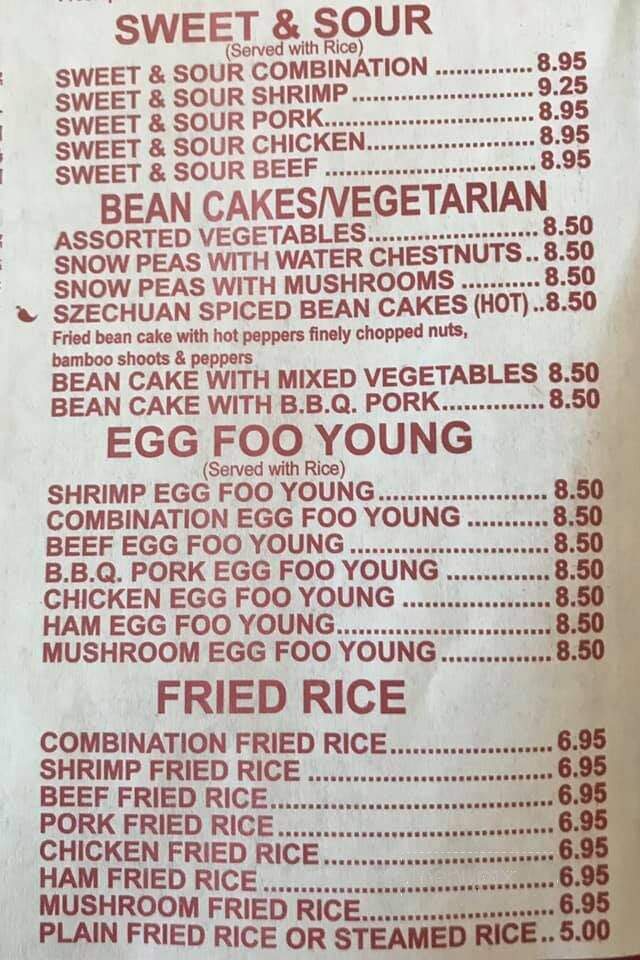 SWEET & SOUR
(Served with Rice)
SWEET & SOUR COMBINATION .............. 8.95
SWEET & SOUR SHRIMP .......................... 9.25
SWEET & SOUR PORK.............................. 8.95
SWEET & SOUR CHICKEN........................ 8.95
SWEET & SOUR BEEF .............................. 8.95
BEAN CAKES/VEGETARIAN
ASSORTED VEGETABLES........................ 8.50
SNOW PEAS WITH WATER CHESTNUTS.. 8.50
SNOW PEAS WITH MUSHROOMS ........... 8.50
SZECHUAN SPICED BEAN CAKES (HOT)..8.50
Fried bean cake with hot peppers finely chopped nuts,
bamboo shoots & peppers
BEAN CAKE WITH MIXED VEGETABLES 8.50
BEAN CAKE WITH B.B.Q. PORK............... 8.50
EGG FOO YOUNG
(Served with Rice)
SHRIMP EGG FOO YOUNG......................... 8.50
COMBINATION EGG FOO YOUNG ............ 8.50
BEEF EGG FOO YOUNG ............................. 8.50
B.B.Q. PORK EGG FOO YOUNG ............... 8.50
CHICKEN EGG FOO YOUNG ...................... 8.50
HAM EGG FOO YOUNG................................ 8.50
MUSHROOM EGG FOO YOUNG................ 8.50
FRIED RICE
COMBINATION FRIED RICE........................ 6.95
SHRIMP FRIED RICE .................................... 6.95
BEEF FRIED RICE.......................................... 6.95
PORK FRIED RICE ........................................ 6.95
CHICKEN FRIED RICE .................................. 6.95
HAM FRIED RICE ........................................... 6.95
MUSHROOM FRIED RICE............................ 6.95
PLAIN FRIED RICE OR STEAMED RICE.. 5.00